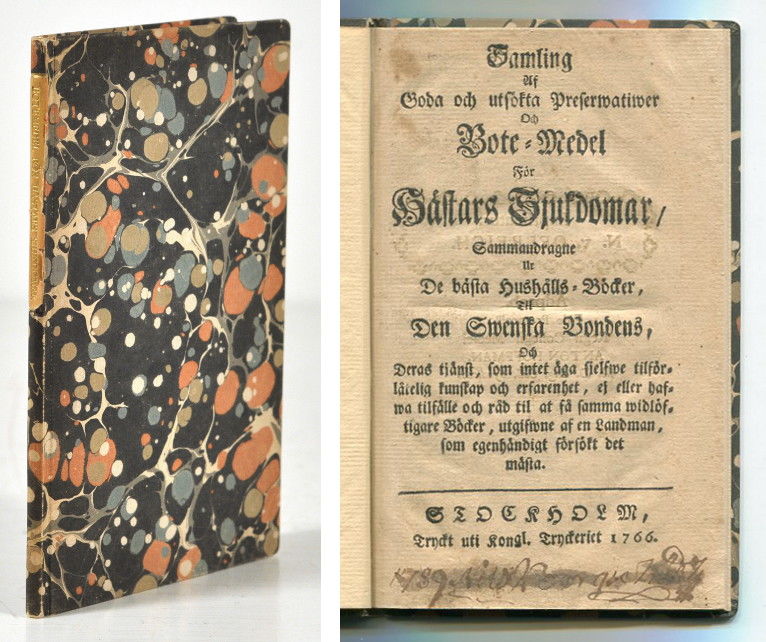 Samling
Af
Goda och utsökta Preserwatiwer
Och
Bote-Medel
För
Hästars Sjukdomar,
Sammandragne
Ur
De bästa Hushålls-Böcker,
Til
Den Swenska Bondens,
Och
Deras tjänst, som intet äga sjelfwe tilför-
låtelig kunskap och erfarenhet, ej eller haf-
wa tilfälle och råd til at få samma widlöf-
tigare Böcker, utgifwne af en Landman,
som egenhändigt försökt det
mästa.
STOCKHOLM,
Tryckt uti Kongl. Tryckeriet 1766.
1789